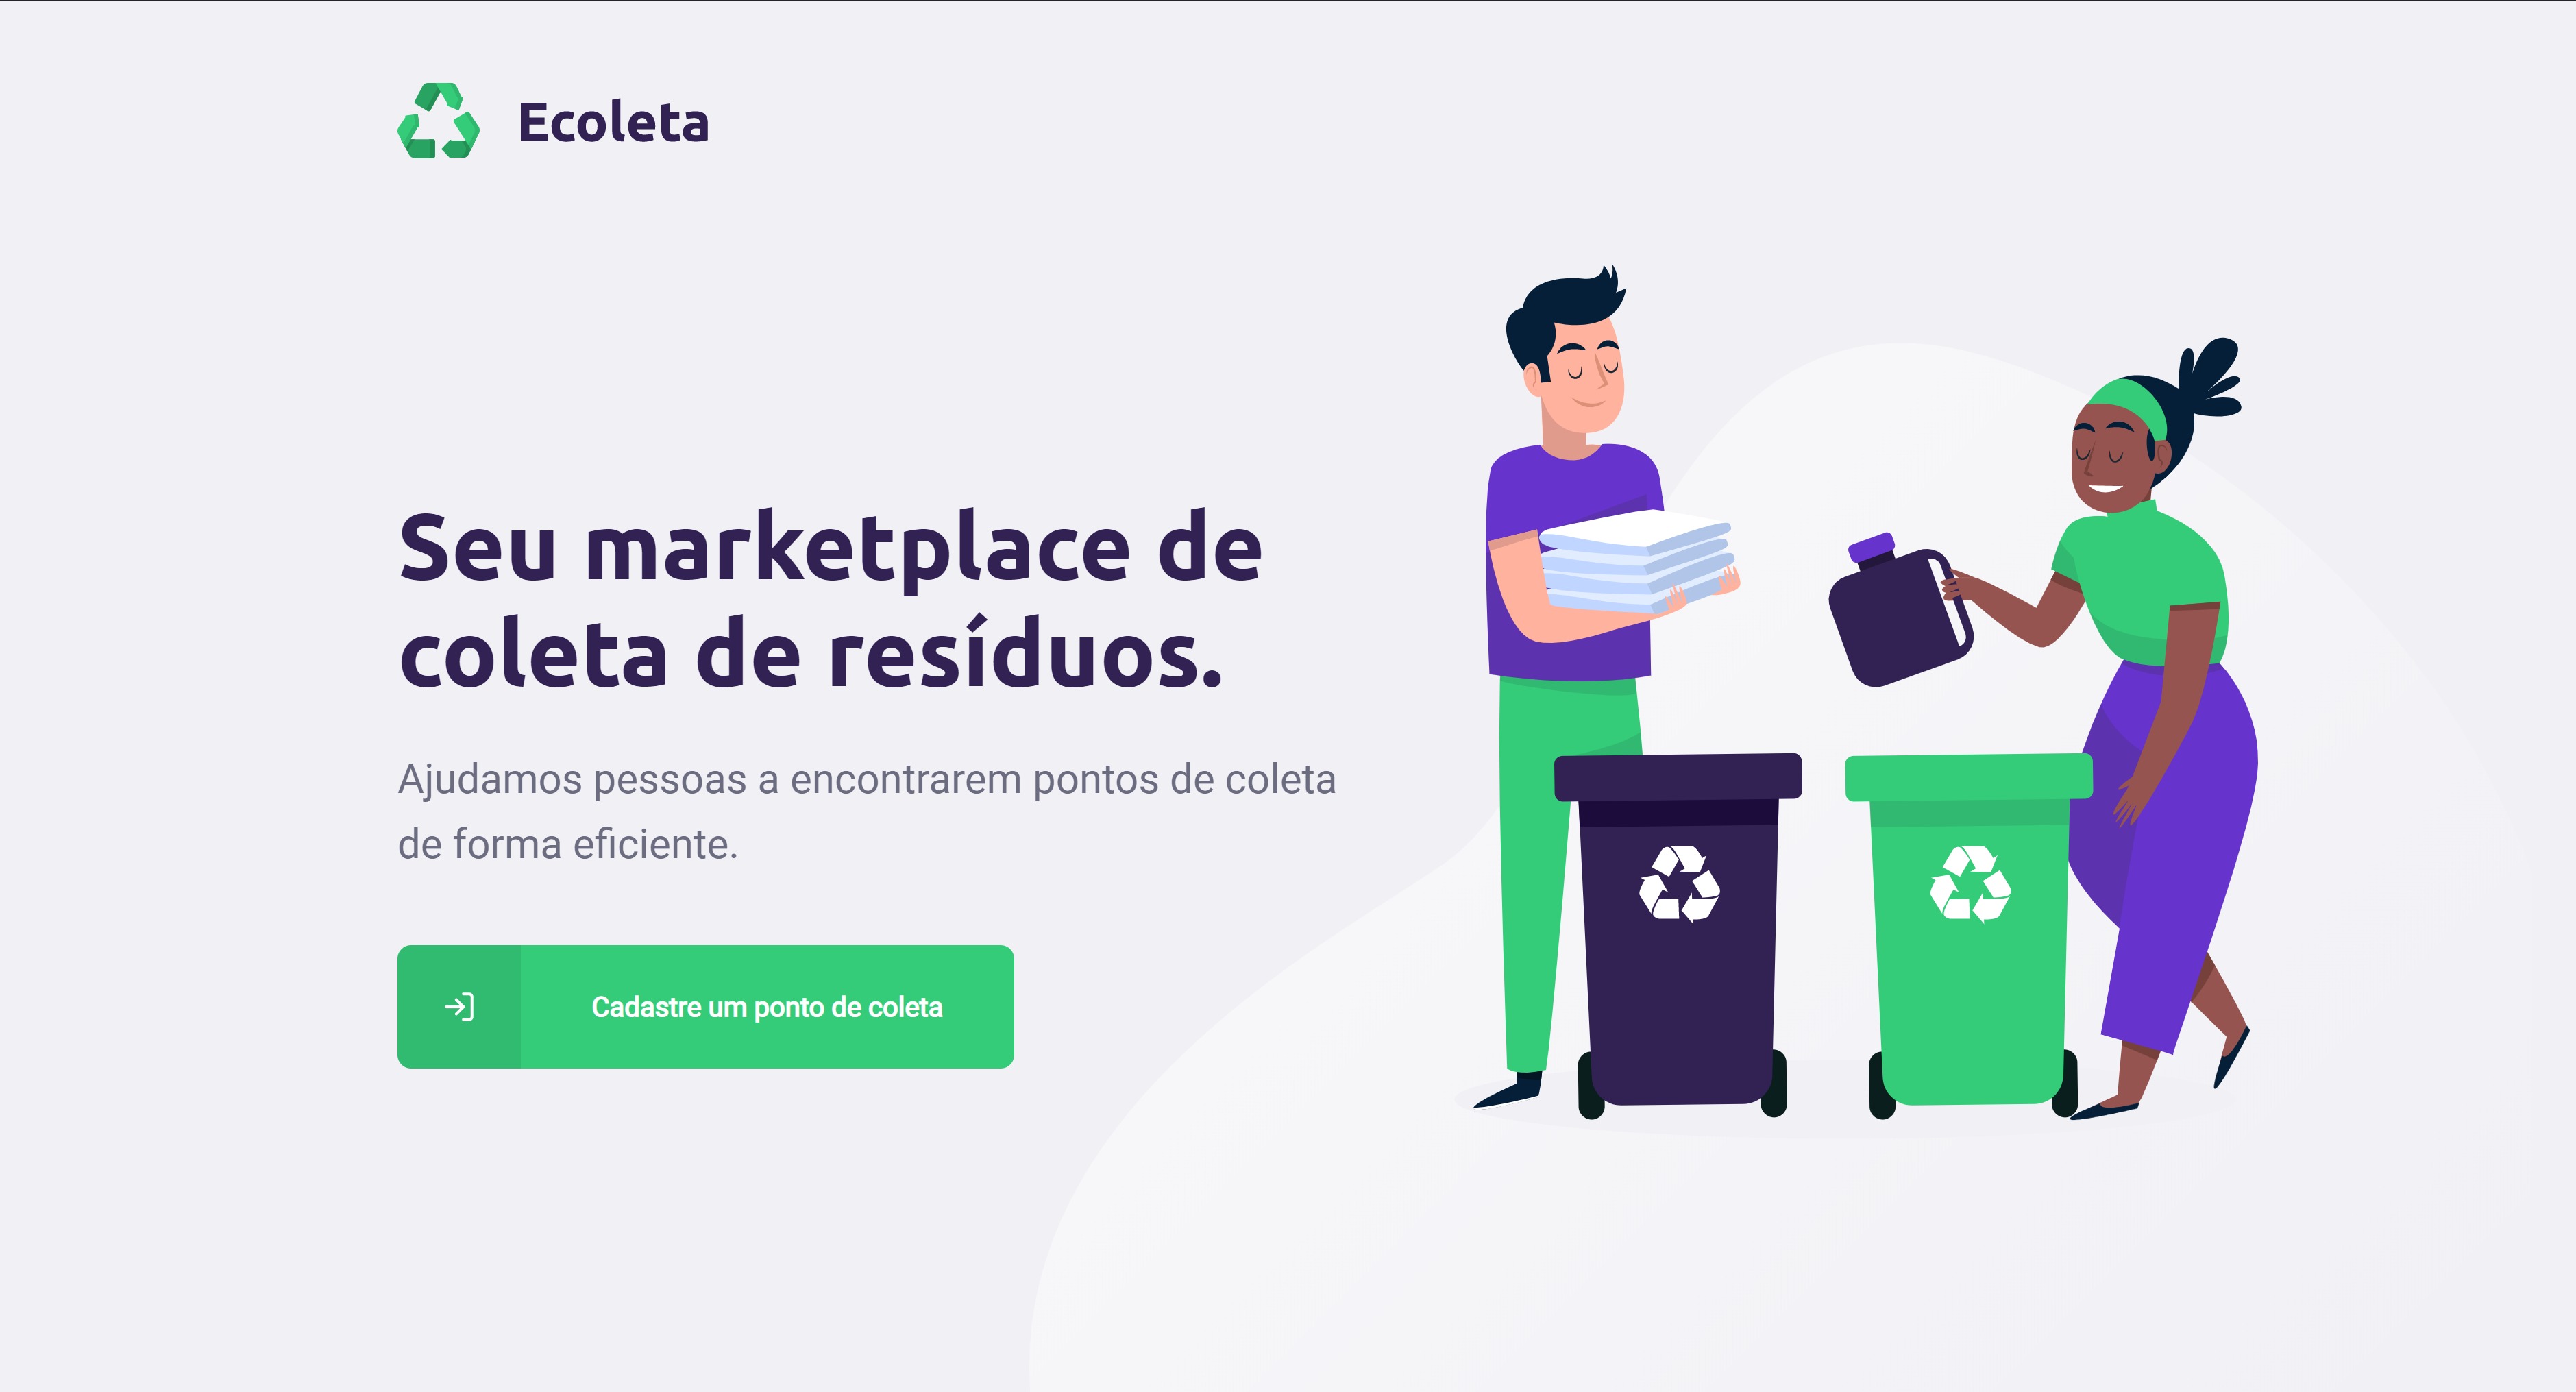 Ecoleta
Seu marketplace de
coleta de resíduos.
Ajudamos pessoas a encontrarem pontos de coleta
de forma eficiente.
Cadastre um ponto de coleta